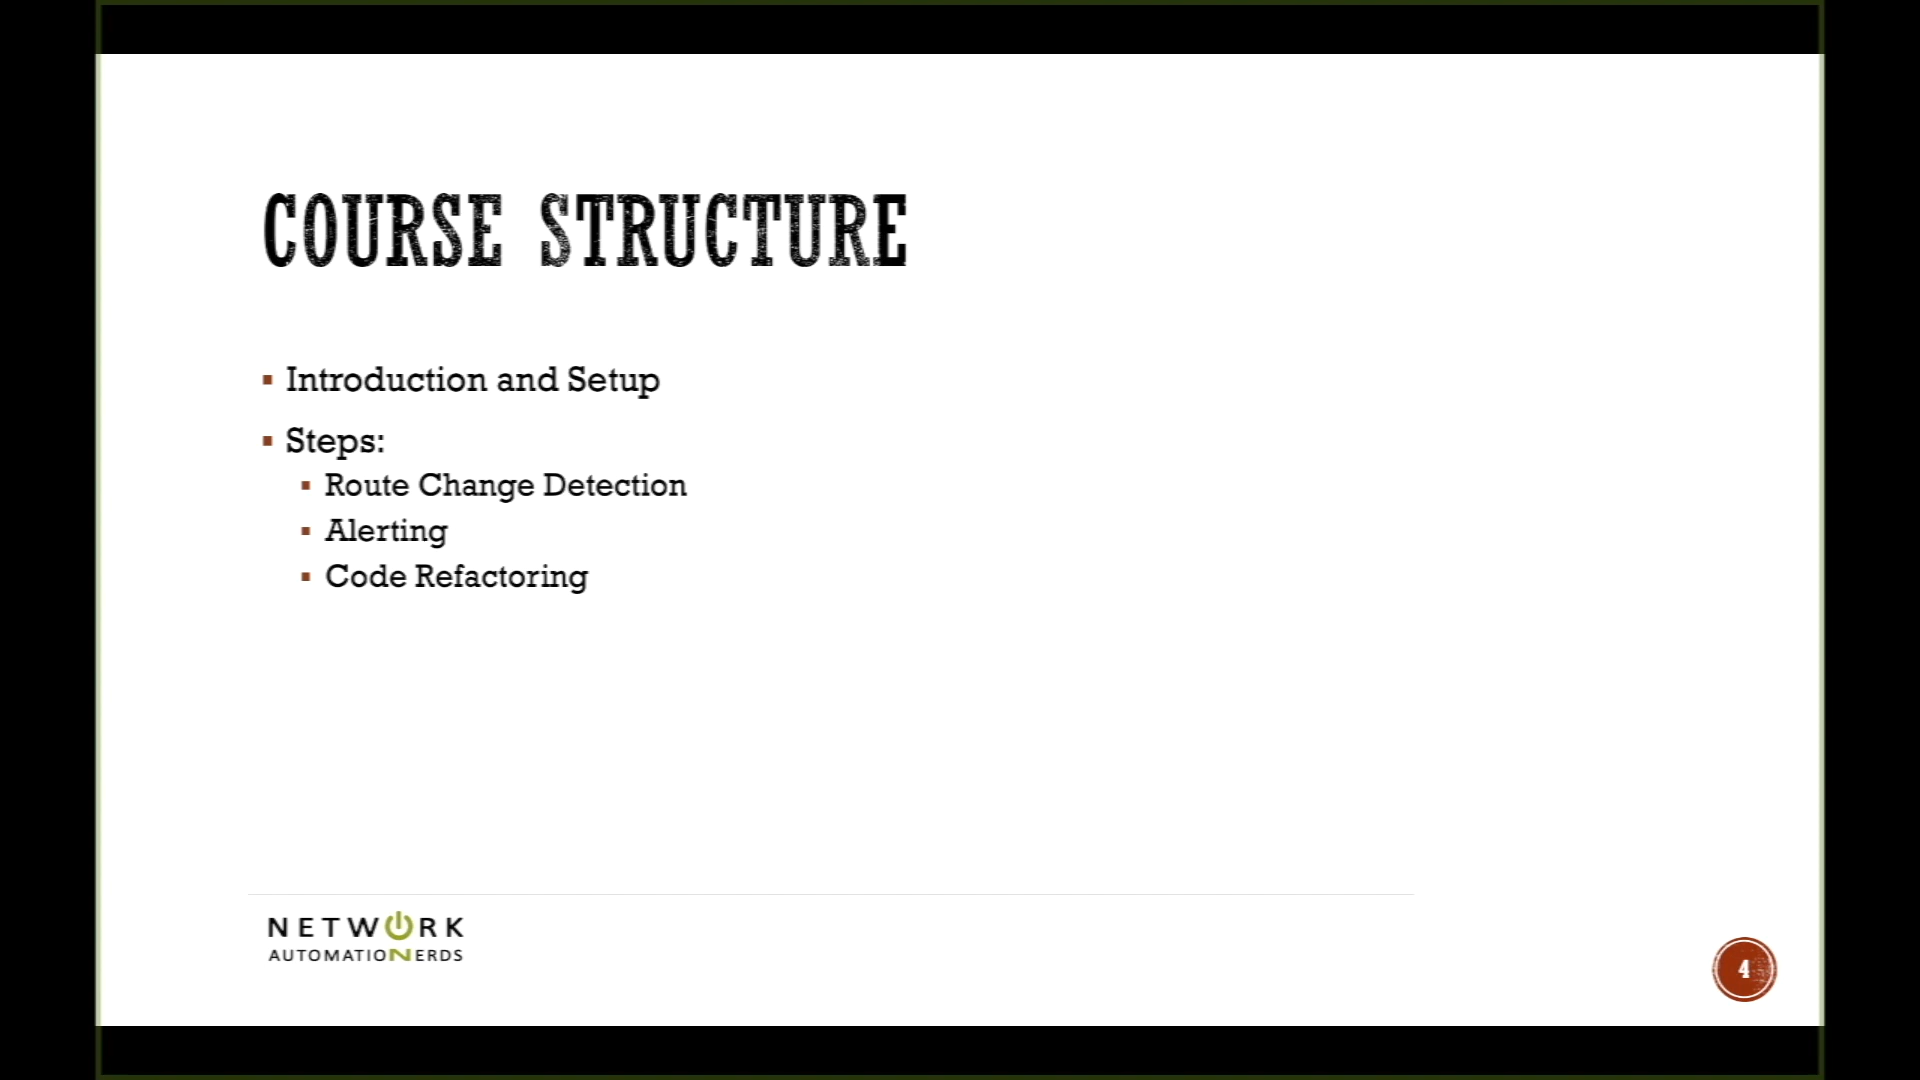 COURSE STRUCTURE
Introduction and Setup
Steps:
Route Change Detection
Alerting
Code Refactoring
NETWORK
AUTOMATIONERDS
4